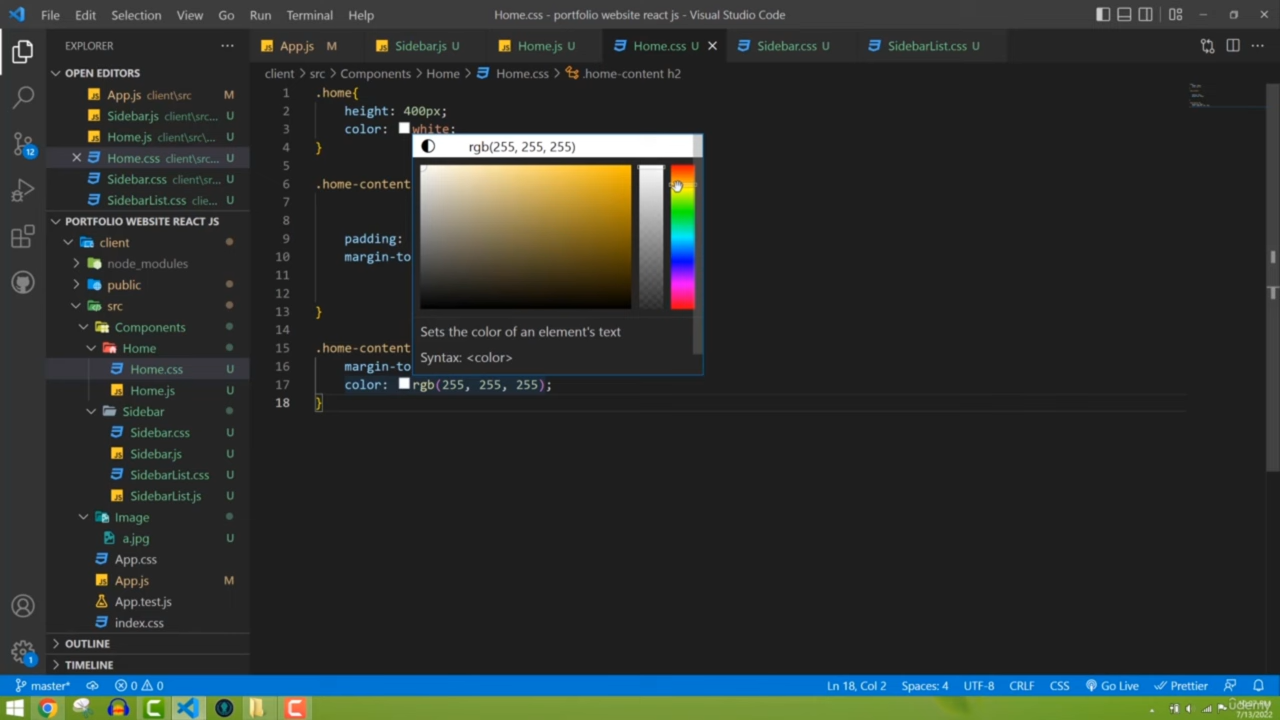 File Edit Selection View Go Run Terminal Help
Home.css - portfolio website react js - Visual Studio Code
EXPLORER
OPEN EDITORS
App.js client\src M
Sidebar.js client\src... U
Home.js client\src\... U
Home.css client\src... U
Sidebar.css client\sr... U
SidebarList.css clie... U
PORTFOLIO WEBSITE REACT JS
client
node_modules
public
src
Components
Home
Home.css U
Home.js U
Sidebar
Sidebar.css U
Sidebar.js U
SidebarList.css U
SidebarList.js U
Image
a.jpg U
App.css
App.js M
App.test.js
index.css
OUTLINE
TIMELINE
12
1
App.js M Sidebar.js U Home.js U Home.css U Sidebar.css U SidebarList.css U
client > src > Components > Home > Home.css > .home-content h2
1 .home{
2 height: 400px;
3 color: white;
4 }
5
6 .home-content
7
8
9 padding:
10 margin-to
11
12
13 }
14
15 .home-content
16 margin-to
17 color: rgb(255, 255, 255);
18 }
rgb(255, 255, 255)
Sets the color of an element's text
Syntax: <color>
master* 0 0 Ln 18, Col 2 Spaces: 4 UTF-8 CRLF CSS Go Live Prettier
7/13/2022
udemy